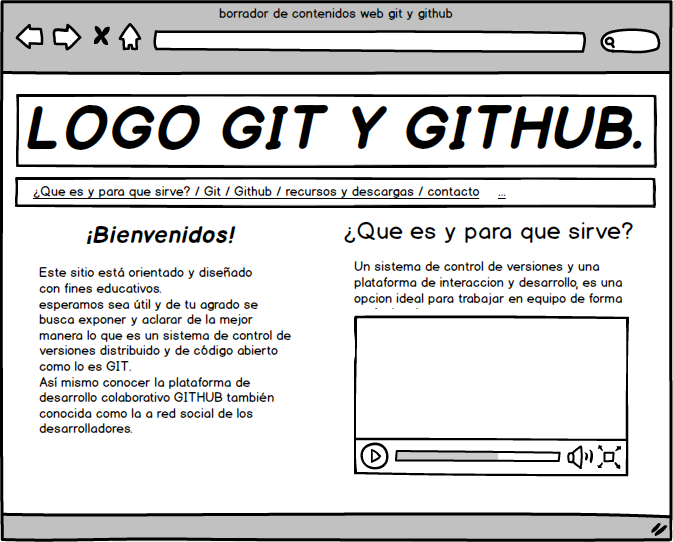 borrador de contenidos web git y github
LOGO GIT Y GITHUB.
¿Que es y para que sirve? / Git / Github / recursos y descargas / contacto ...
¡Bienvenidos!
Este sitio está orientado y diseñado
con fines educativos.
esperamos sea útil y de tu agrado se
busca exponer y aclarar de la mejor
manera lo que es un sistema de control de
versiones distribuido y de código abierto
como lo es GIT.
Así mismo conocer la plataforma de
desarrollo colaborativo GITHUB también
conocida como la a red social de los
desarrolladores.
¿Que es y para que sirve?
Un sistema de control de versiones y una
plataforma de interaccion y desarrollo, es una
opcion ideal para trabajar en equipo de forma